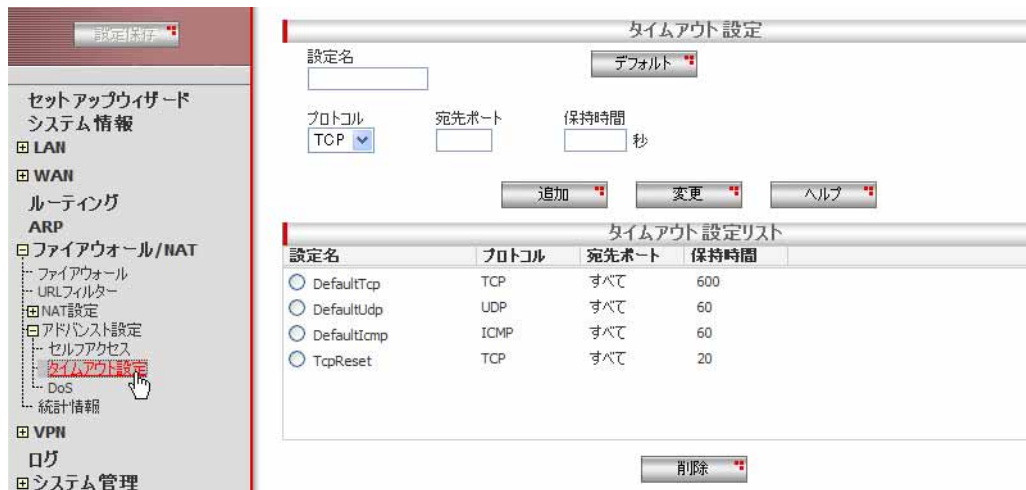 設定保存
セットアップウィザード
システム情報
LAN
WAN
ルーティング
ARP
ファイアウォール/NAT
ファイアウォール
URLフィルター
NAT設定
アドバンスト設定
セルフアクセス
タイムアウト設定
DoS
統計情報
VPN
ログ
システム管理
タイムアウト 設定
設定名
デフォルト
プロトコル 宛先ポート 保持時間
TCP 秒
追加 変更 ヘルプ
タイムアウト 設定リスト
設定名 プロトコル 宛先ポート 保持時間
DefaultTcp TCP すべて 600
DefaultUdp UDP すべて 60
DefaultIcmp ICMP すべて 60
TcpReset TCP すべて 20
削除